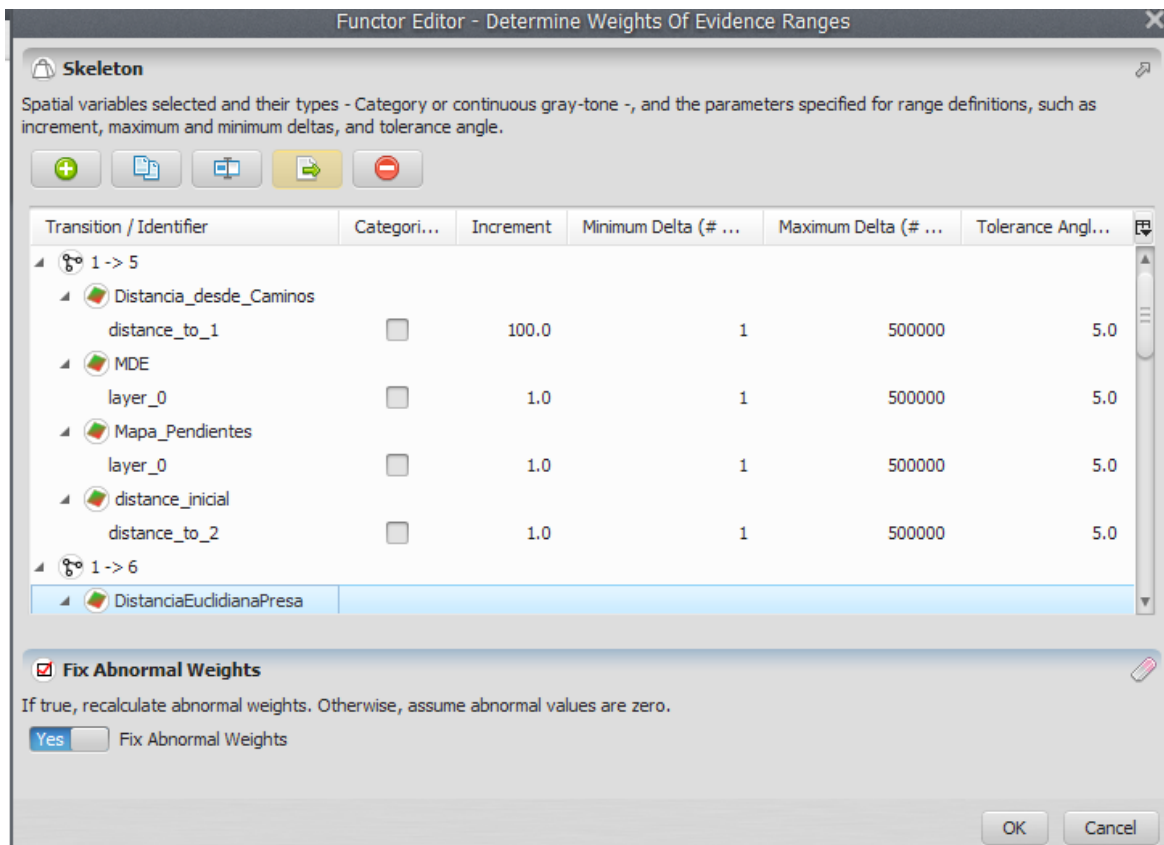 Functor Editor - Determine Weights Of Evidence Ranges
Skeleton
Spatial variables selected and their types - Category or continuous gray-tone -, and the parameters specified for range definitions, such as
increment, maximum and minimum deltas, and tolerance angle.
Transition / Identifier Categori... Increment Minimum Delta (# ... Maximum Delta (# ... Tolerance Angl...
1 -> 5
Distancia_desde_Caminos
distance_to_1 100.0 1 500000 5.0
MDE
layer_0 1.0 1 500000 5.0
Mapa_Pendientes
layer_0 1.0 1 500000 5.0
distance_inicial
distance_to_2 1.0 1 500000 5.0
1 -> 6
DistanciaEuclidianaPresa
Fix Abnormal Weights
If true, recalculate abnormal weights. Otherwise, assume abnormal values are zero.
Yes Fix Abnormal Weights
OK Cancel